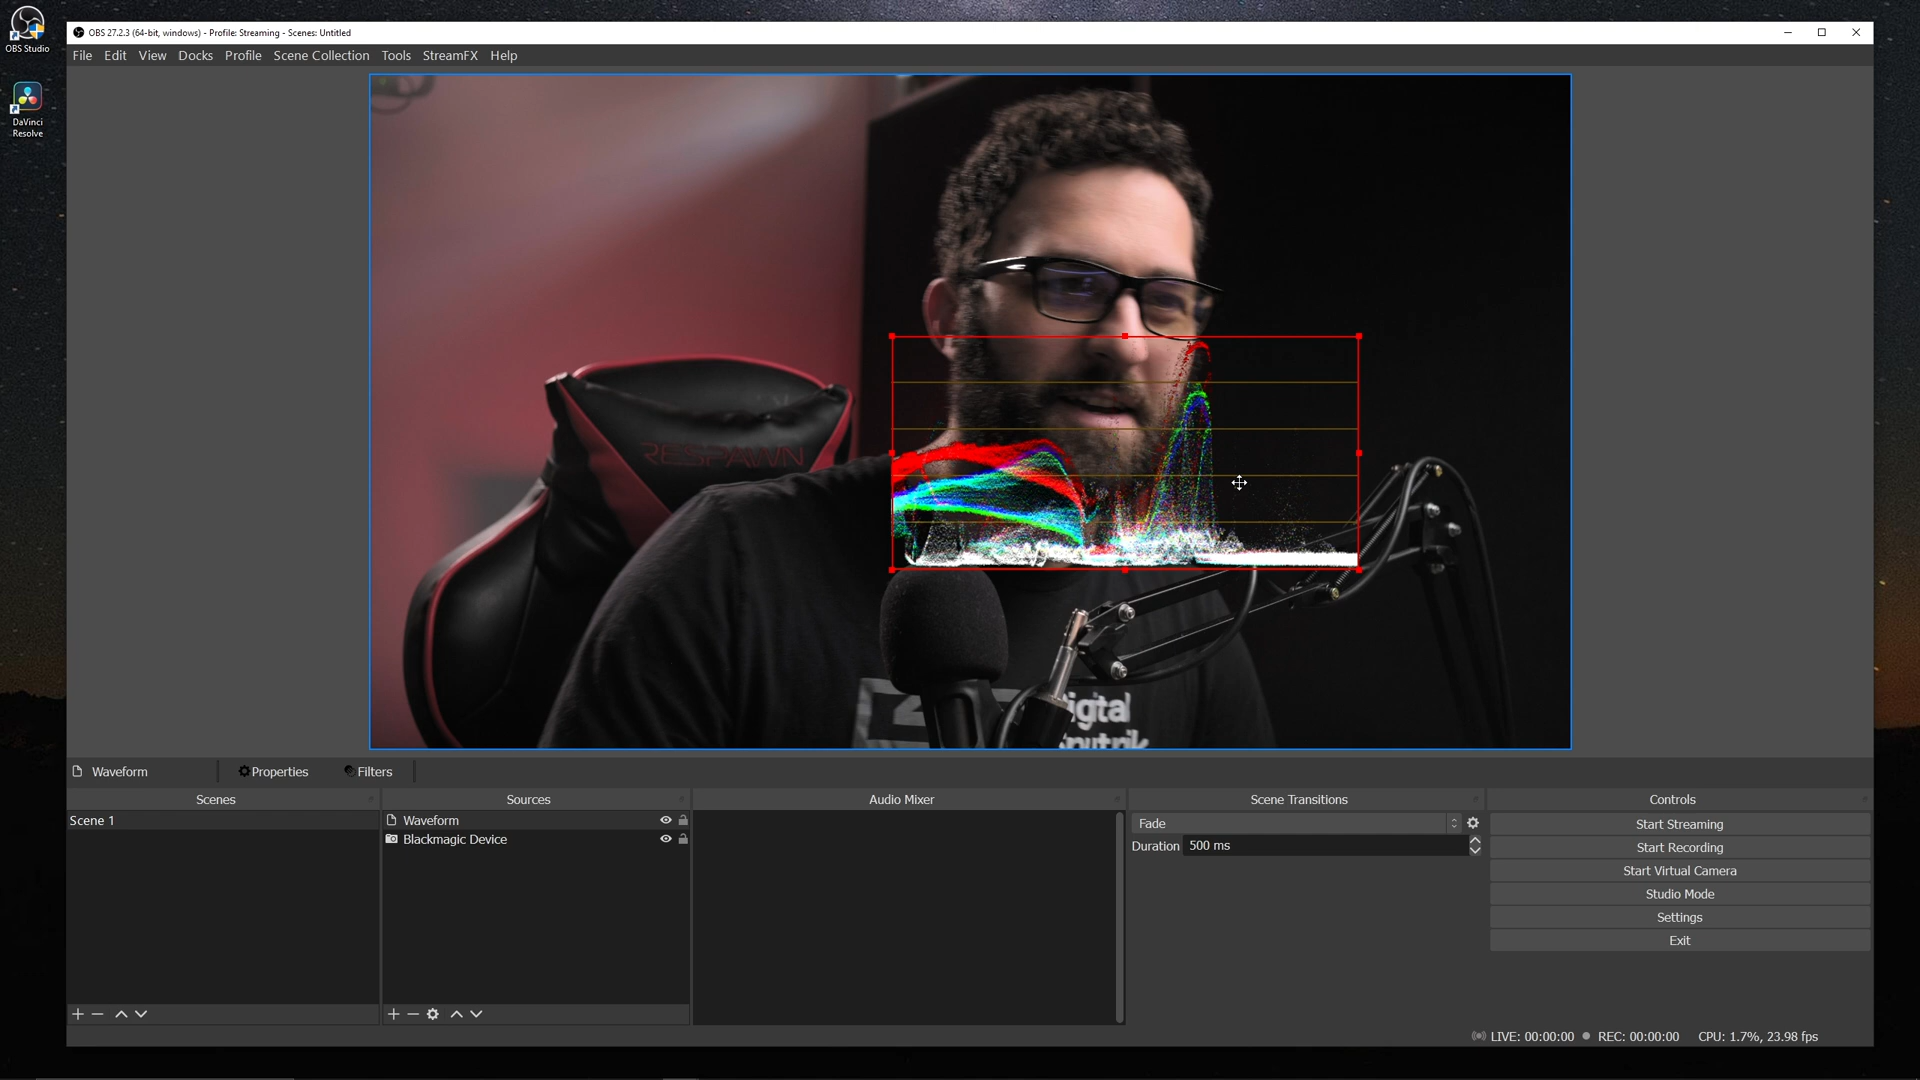 OBS Studio
DaVinci
Resolve
OBS 27.2.3 (64-bit, windows) - Profile: Streaming - Scenes: Untitled
File Edit View Docks Profile Scene Collection Tools StreamFX Help
RESPAWN
igtal
Waveform Properties Filters
Scenes Sources Audio Mixer Scene Transitions Controls
Scene 1
Waveform
Blackmagic Device
Fade
Duration 500 ms
Start Streaming
Start Recording
Start Virtual Camera
Studio Mode
Settings
Exit
LIVE: 00:00:00 REC: 00:00:00 CPU: 1.7%, 23.98 fps